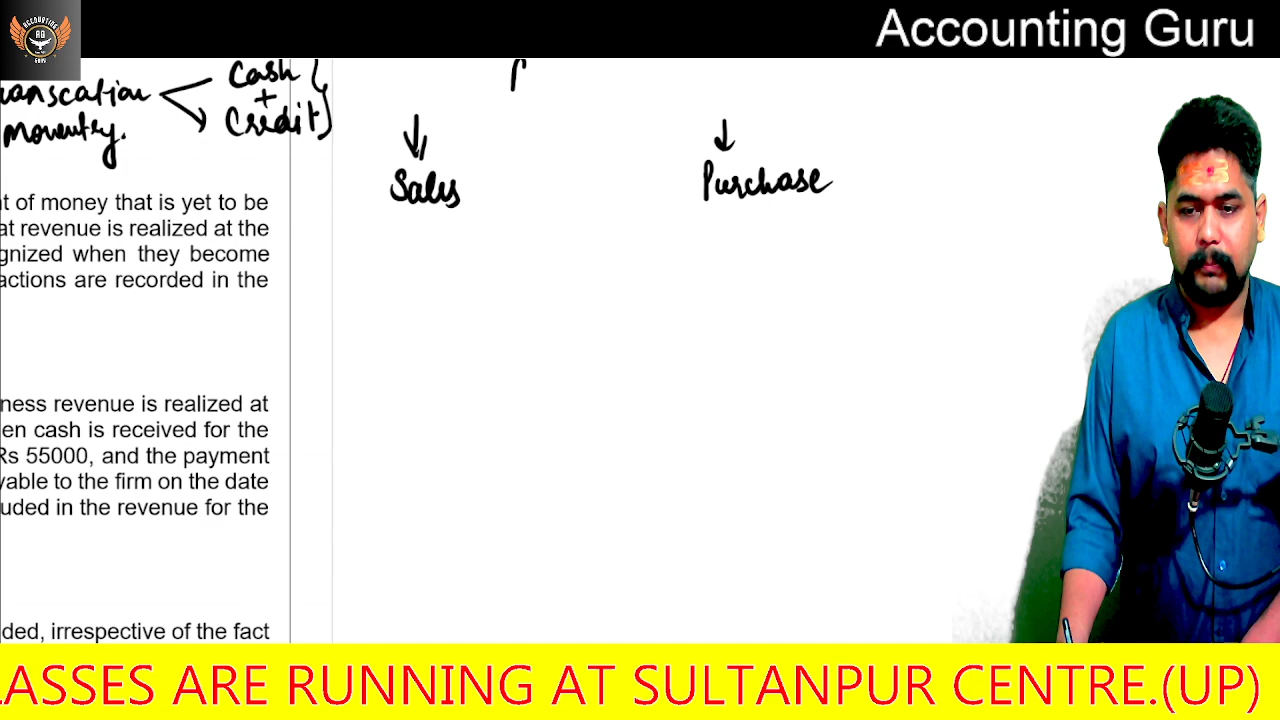 Accounting Guru
ACCOUNTING
AG
GURU
Cash
+
Credit
Sales
Purchase
t of money that is yet to be
at revenue is realized at the
gnized when they become
actions are recorded in the
ness revenue is realized at
en cash is received for the
Rs 55000, and the payment
yable to the firm on the date
uded in the revenue for the
ded, irrespective of the fact
LASSES ARE RUNNING AT SULTANPUR CENTRE.(UP)